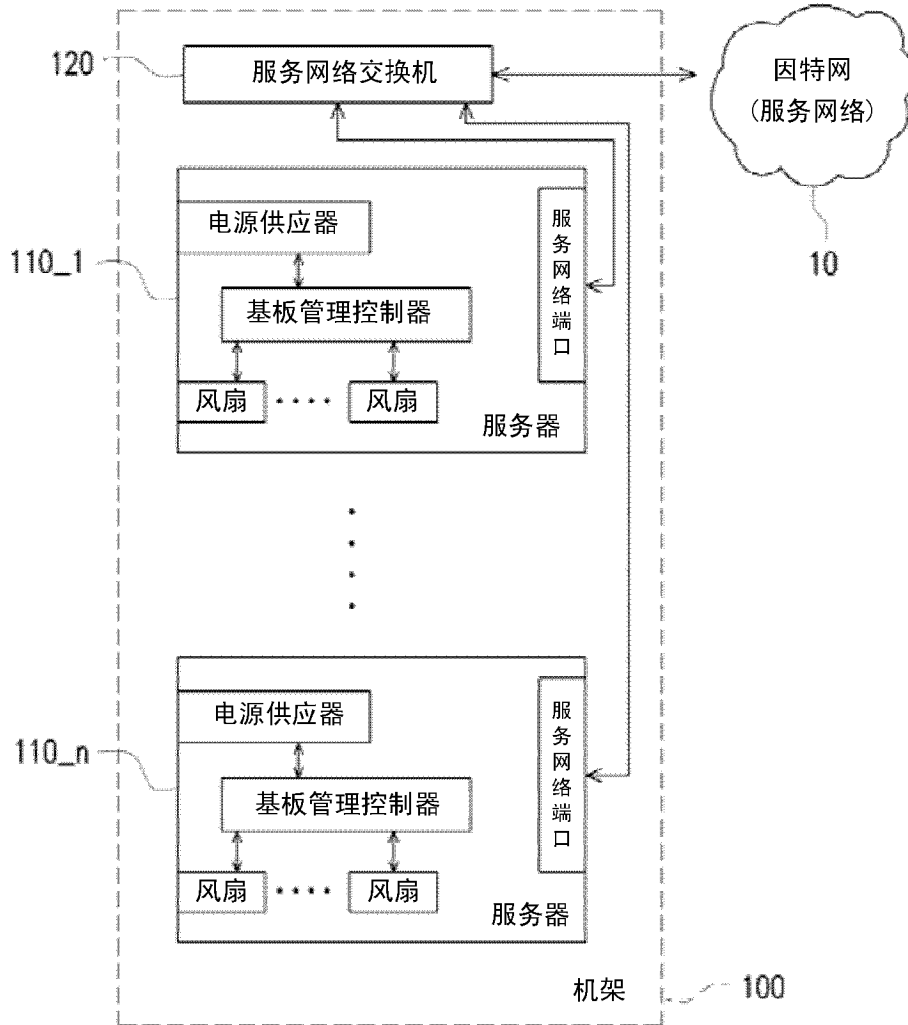 120
服务网络交换机
因特网
(服务网络)
10
110_1
电源供应器
基板管理控制器
风扇
风扇
服务网络端口
服务器
110_n
电源供应器
基板管理控制器
风扇
风扇
服务网络端口
服务器
机架
100